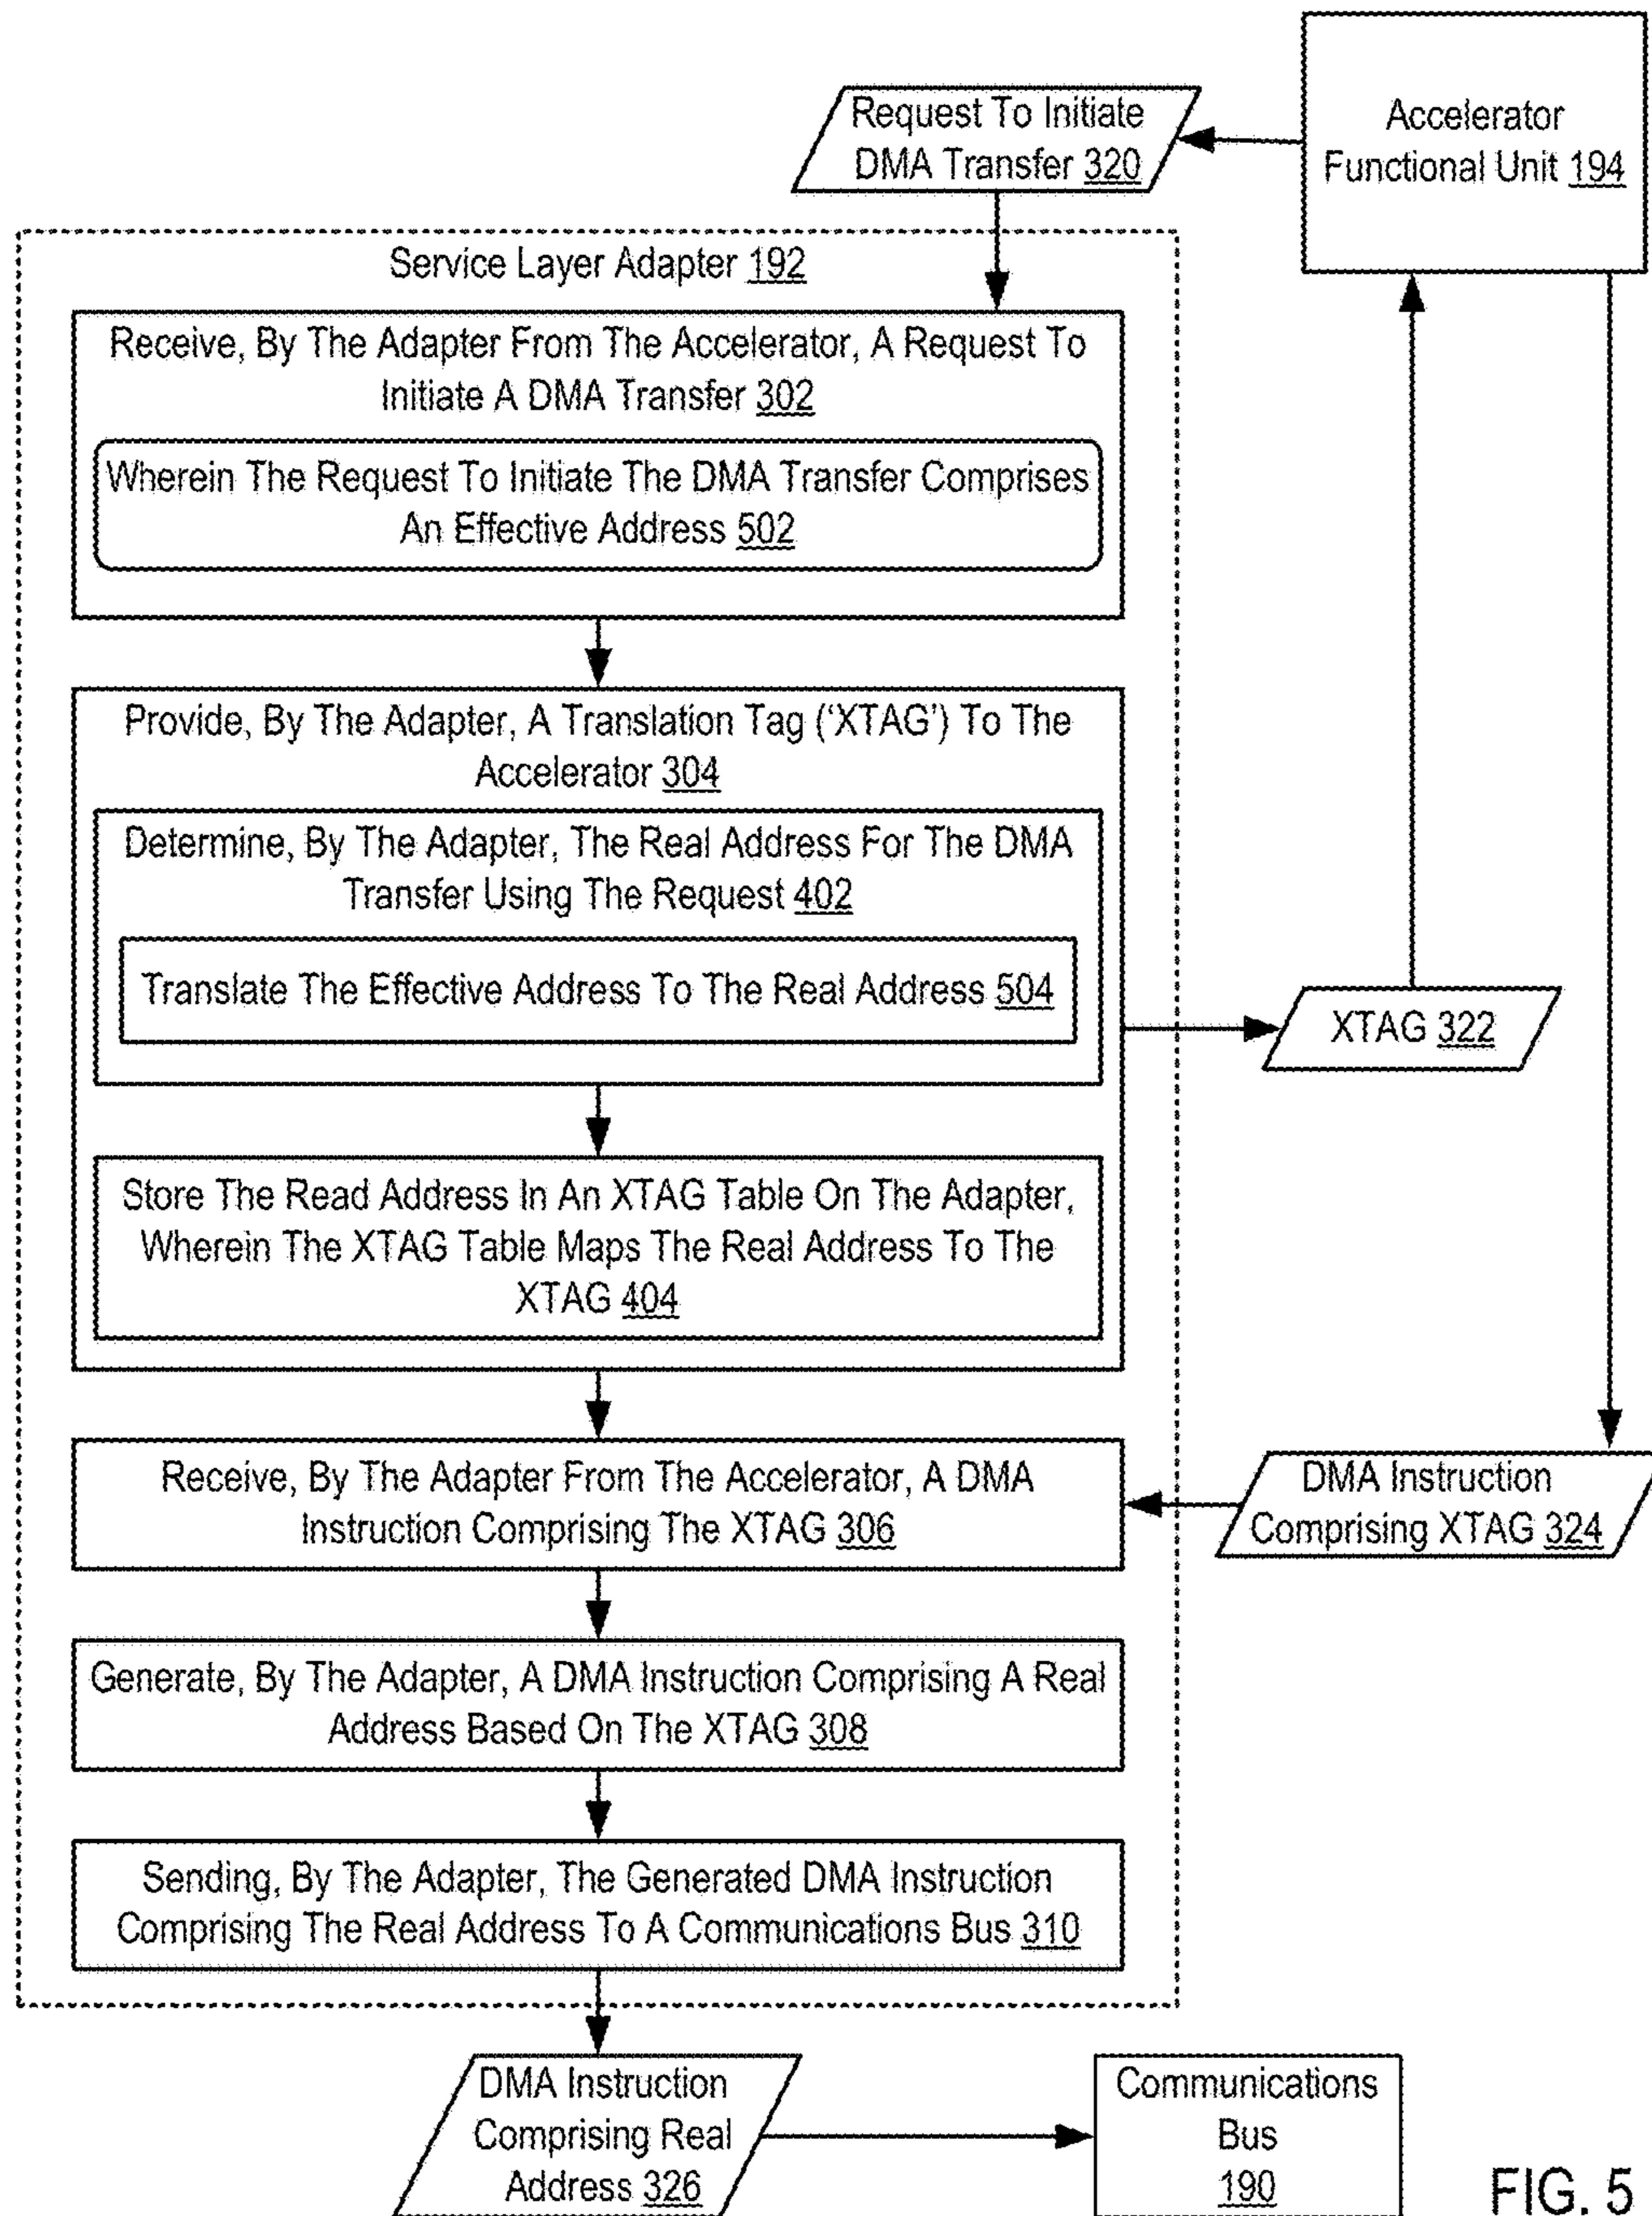 Request To Initiate
DMA Transfer 320
Accelerator
Functional Unit 194
Service Layer Adapter 192
Receive, By The Adapter From The Accelerator, A Request To
Initiate A DMA Transfer 302
Wherein The Request To Initiate The DMA Transfer Comprises
An Effective Address 502
Provide, By The Adapter, A Translation Tag (‘XTAG’) To The
Accelerator 304
Determine, By The Adapter, The Real Address For The DMA
Transfer Using The Request 402
Translate The Effective Address To The Real Address 504
XTAG 322
Store The Read Address In An XTAG Table On The Adapter,
Wherein The XTAG Table Maps The Real Address To The
XTAG 404
Receive, By The Adapter From The Accelerator, A DMA
Instruction Comprising The XTAG 306
DMA Instruction
Comprising XTAG 324
Generate, By The Adapter, A DMA Instruction Comprising A Real
Address Based On The XTAG 308
Sending, By The Adapter, The Generated DMA Instruction
Comprising The Real Address To A Communications Bus 310
DMA Instruction
Comprising Real
Address 326
Communications
Bus
190
FIG. 5